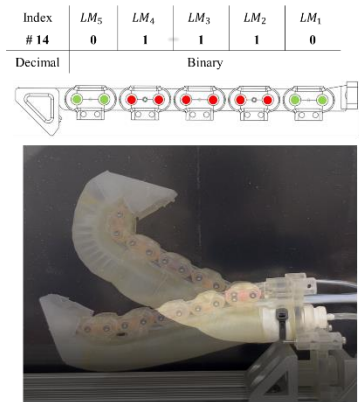 Index LM₅ LM₄ LM₃ LM₂ LM₁
# 14 0 1 1 1 0
Decimal Binary